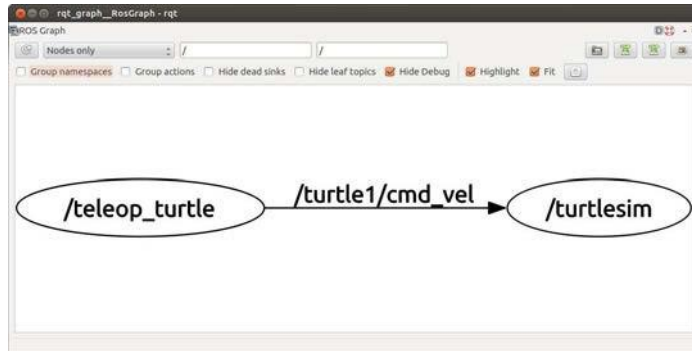 rqt_graph__RosGraph - rqt
ROS Graph
Nodes only / /
Group namespaces Group actions Hide dead sinks Hide leaf topics Hide Debug Highlight Fit
/teleop_turtle /turtle1/cmd_vel /turtlesim